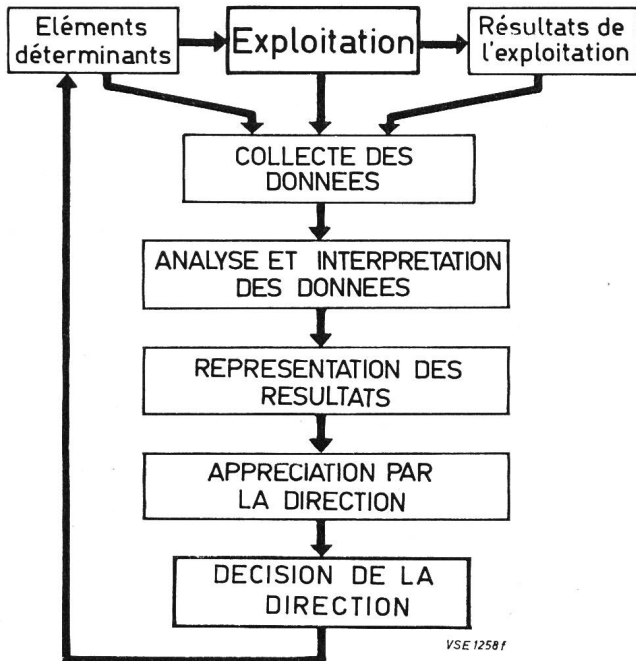 Eléments
déterminants
Exploitation
Résultats de
l'exploitation
COLLECTE DES
DONNEES
ANALYSE ET INTERPRETATION
DES DONNEES
REPRESENTATION DES
RESULTATS
APPRECIATION PAR
LA DIRECTION
DECISION DE LA
DIRECTION
VSE 1258f